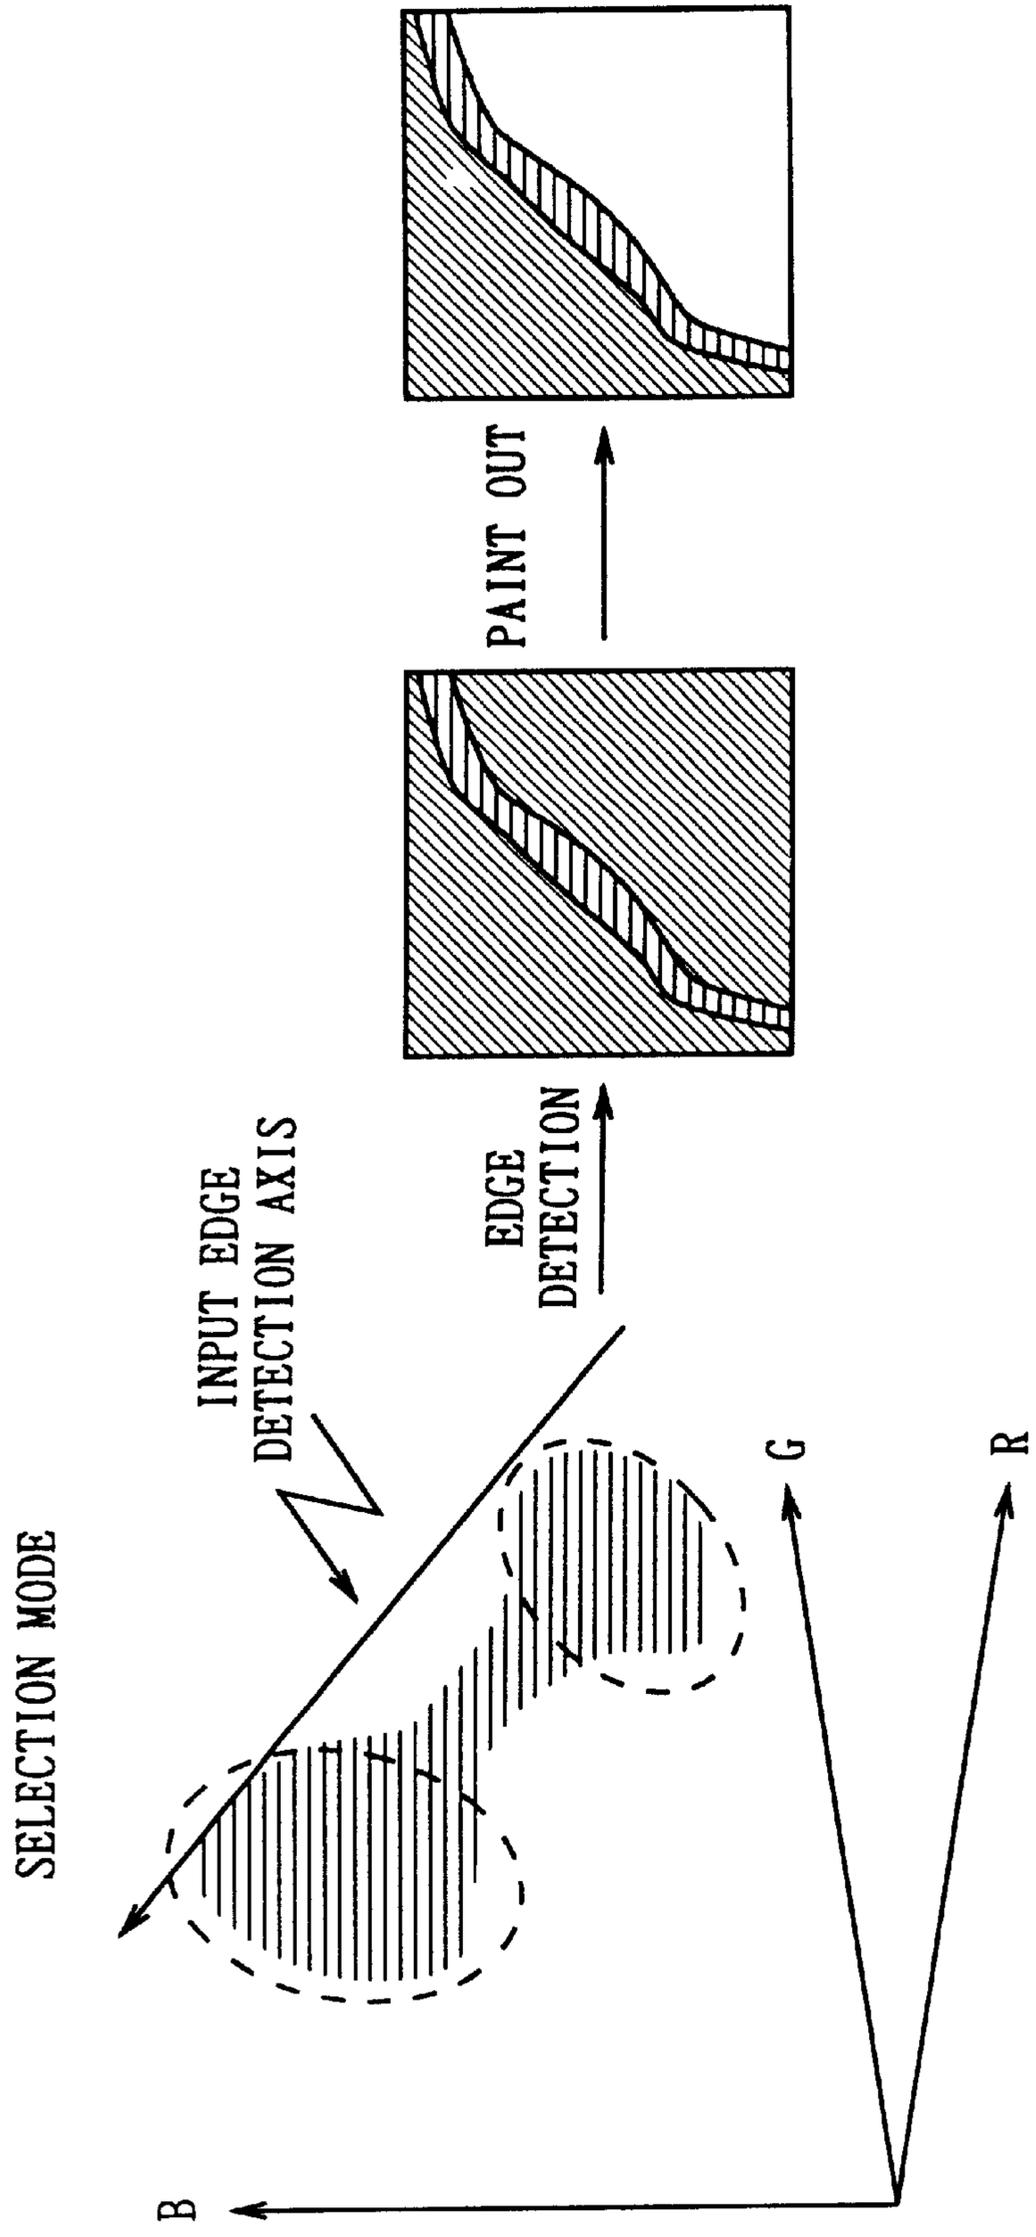 SELECTION MODE
INPUT EDGE
DETECTION AXIS
EDGE
DETECTION
PAINT OUT
B
G
R